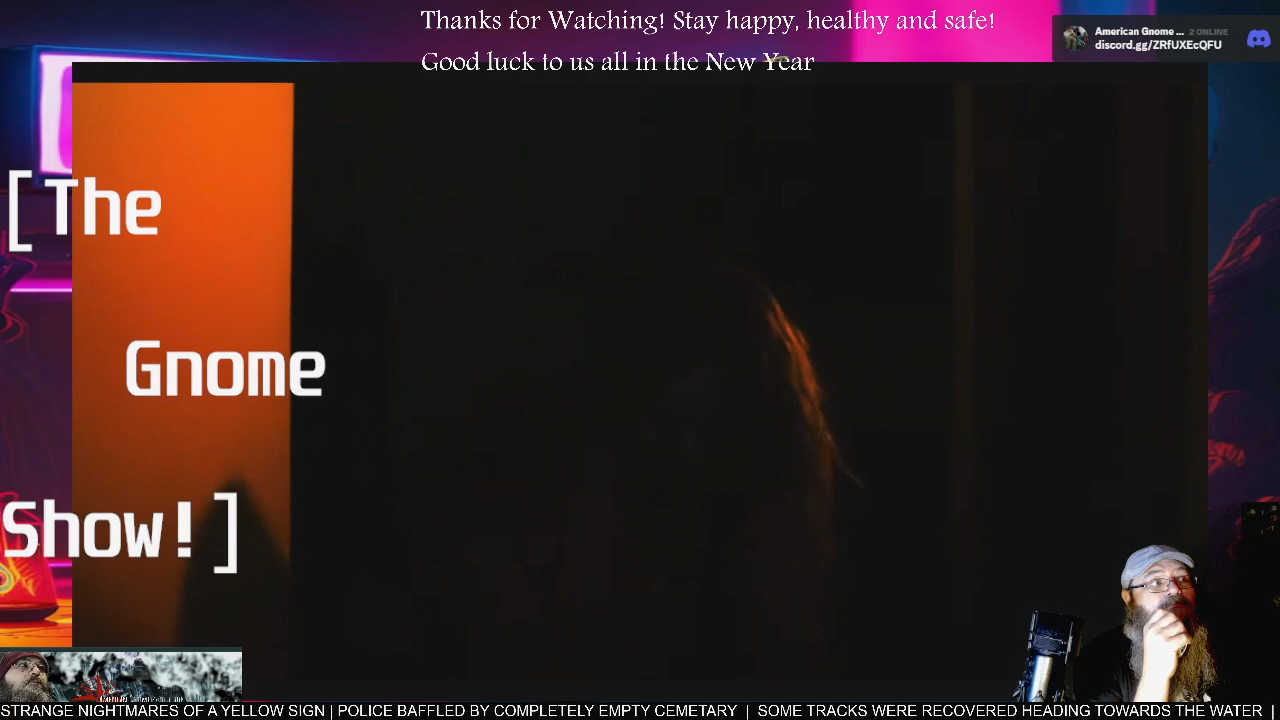 Thanks for Watching! Stay happy, healthy and safe!
Good luck to us all in the New Year
American Gnome ... 2 ONLINE
discord.gg/ZRfUXEcQFU
[The
Gnome
Show!]
STRANGE NIGHTMARES OF A YELLOW SIGN | POLICE BAFFLED BY COMPLETELY EMPTY CEMETARY | SOME TRACKS WERE RECOVERED HEADING TOWARDS THE WATER |